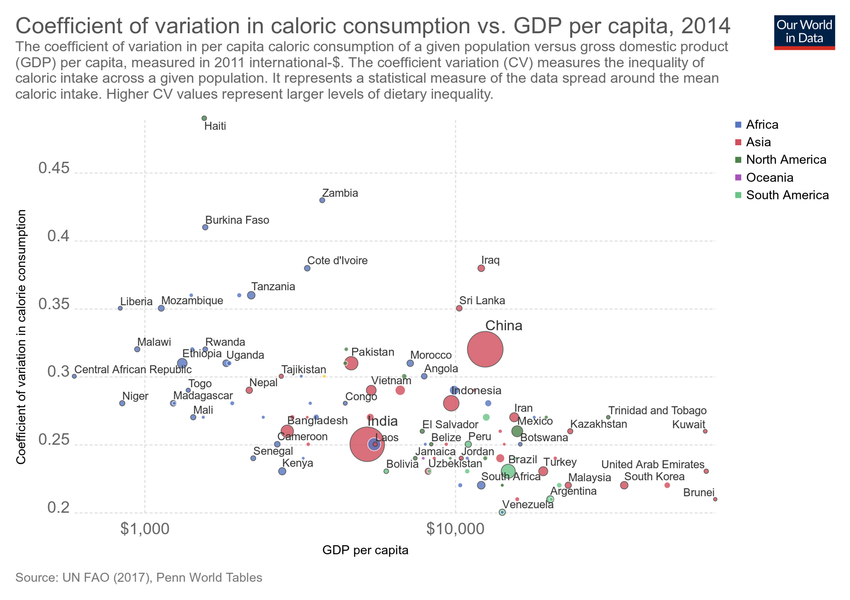 Coefficient of variation in caloric consumption vs. GDP per capita, 2014
Our World
in Data
The coefficient of variation in per capita caloric consumption of a given population versus gross domestic product
(GDP) per capita, measured in 2011 international-$. The coefficient variation (CV) measures the inequality of
caloric intake across a given population. It represents a statistical measure of the data spread around the mean
caloric intake. Higher CV values represent larger levels of dietary inequality.
Africa
Asia
North America
Oceania
South America
Coefficient of variation in calorie consumption
0.45
0.4
0.35
0.3
0.25
0.2
Haiti
Zambia
Burkina Faso
Cote d'Ivoire
Iraq
Tanzania
Liberia
Mozambique
Sri Lanka
China
Malawi
Rwanda
Ethiopia
Uganda
Pakistan
Morocco
Central African Republic
Tajikistan
Angola
Togo
Nepal
Vietnam
Indonesia
Niger
Madagascar
Congo
Mali
Bangladesh
India
Iran
Trinidad and Tobago
El Salvador
Mexico
Kazakhstan
Kuwait
Cameroon
Laos
Belize
Peru
Botswana
Senegal
Jamaica
Jordan
Kenya
Bolivia
Uzbekistan
Brazil
Turkey
United Arab Emirates
South Africa
Malaysia
South Korea
Argentina
Brunei
Venezuela
$1,000
$10,000
GDP per capita
Source: UN FAO (2017), Penn World Tables